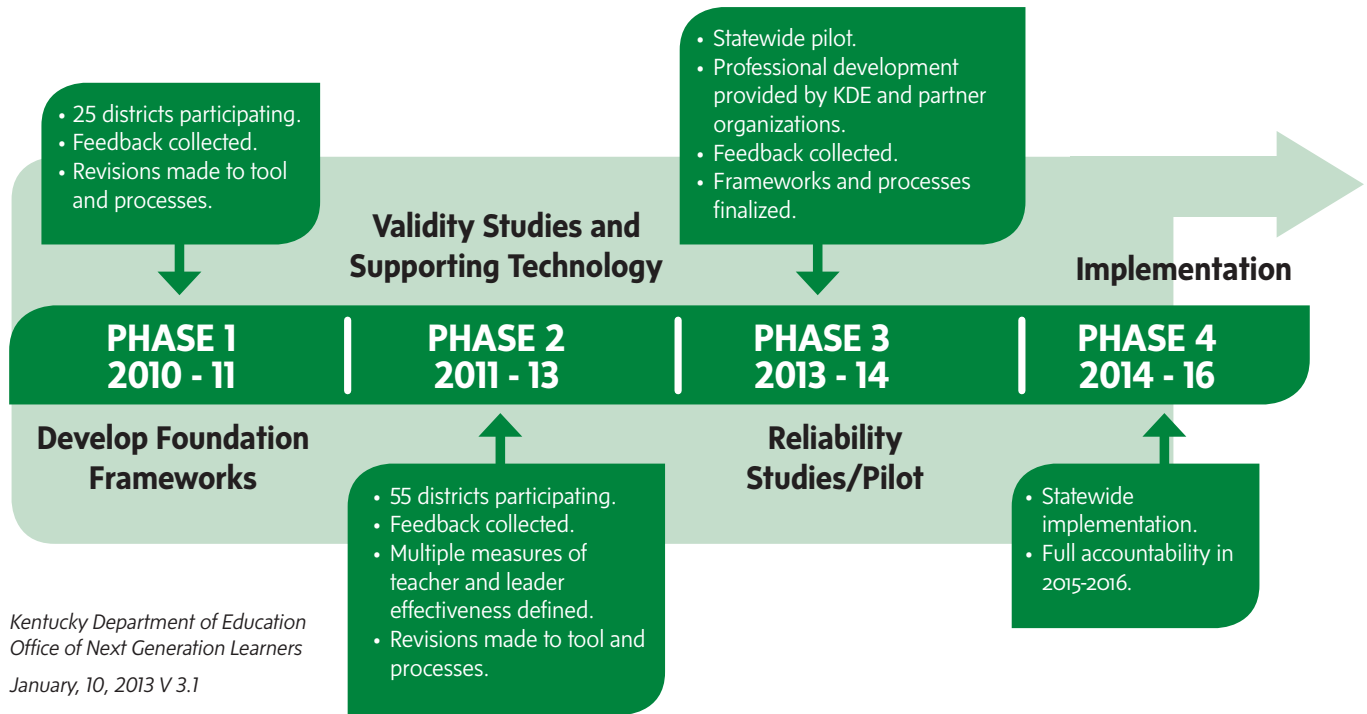 • 25 districts participating.
• Feedback collected.
• Revisions made to tool
and processes.
Validity Studies and
Supporting Technology
• Statewide pilot.
• Professional development
provided by KDE and partner
organizations.
• Feedback collected.
• Frameworks and processes
finalized.
Implementation
PHASE 1
2010 - 11
PHASE 2
2011 - 13
PHASE 3
2013 - 14
PHASE 4
2014 - 16
Develop Foundation
Frameworks
• 55 districts participating.
• Feedback collected.
• Multiple measures of
teacher and leader
effectiveness defined.
• Revisions made to tool and
processes.
Reliability
Studies/Pilot
• Statewide
implementation.
• Full accountability in
2015-2016.
Kentucky Department of Education
Office of Next Generation Learners
January, 10, 2013 V 3.1